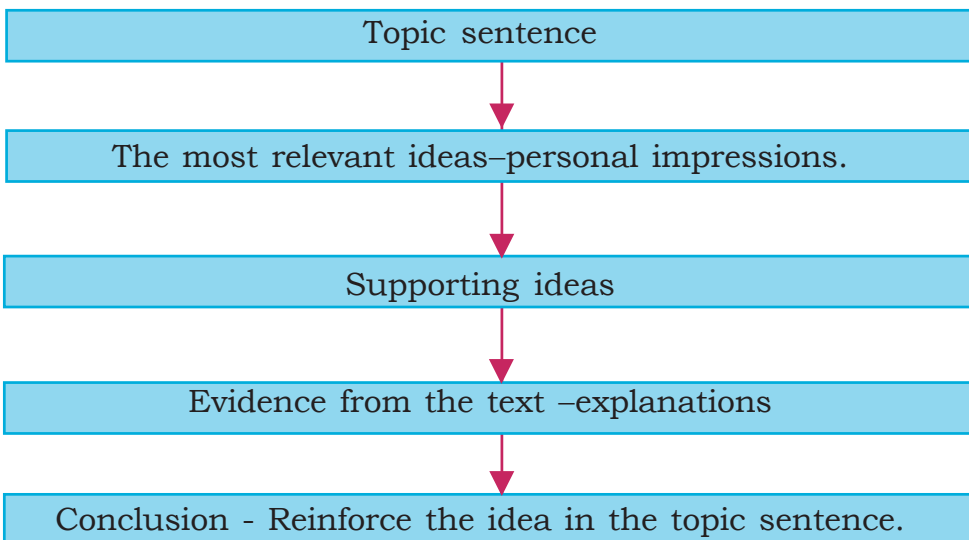 Topic sentence
The most relevant ideas–personal impressions.
Supporting ideas
Evidence from the text –explanations
Conclusion - Reinforce the idea in the topic sentence.